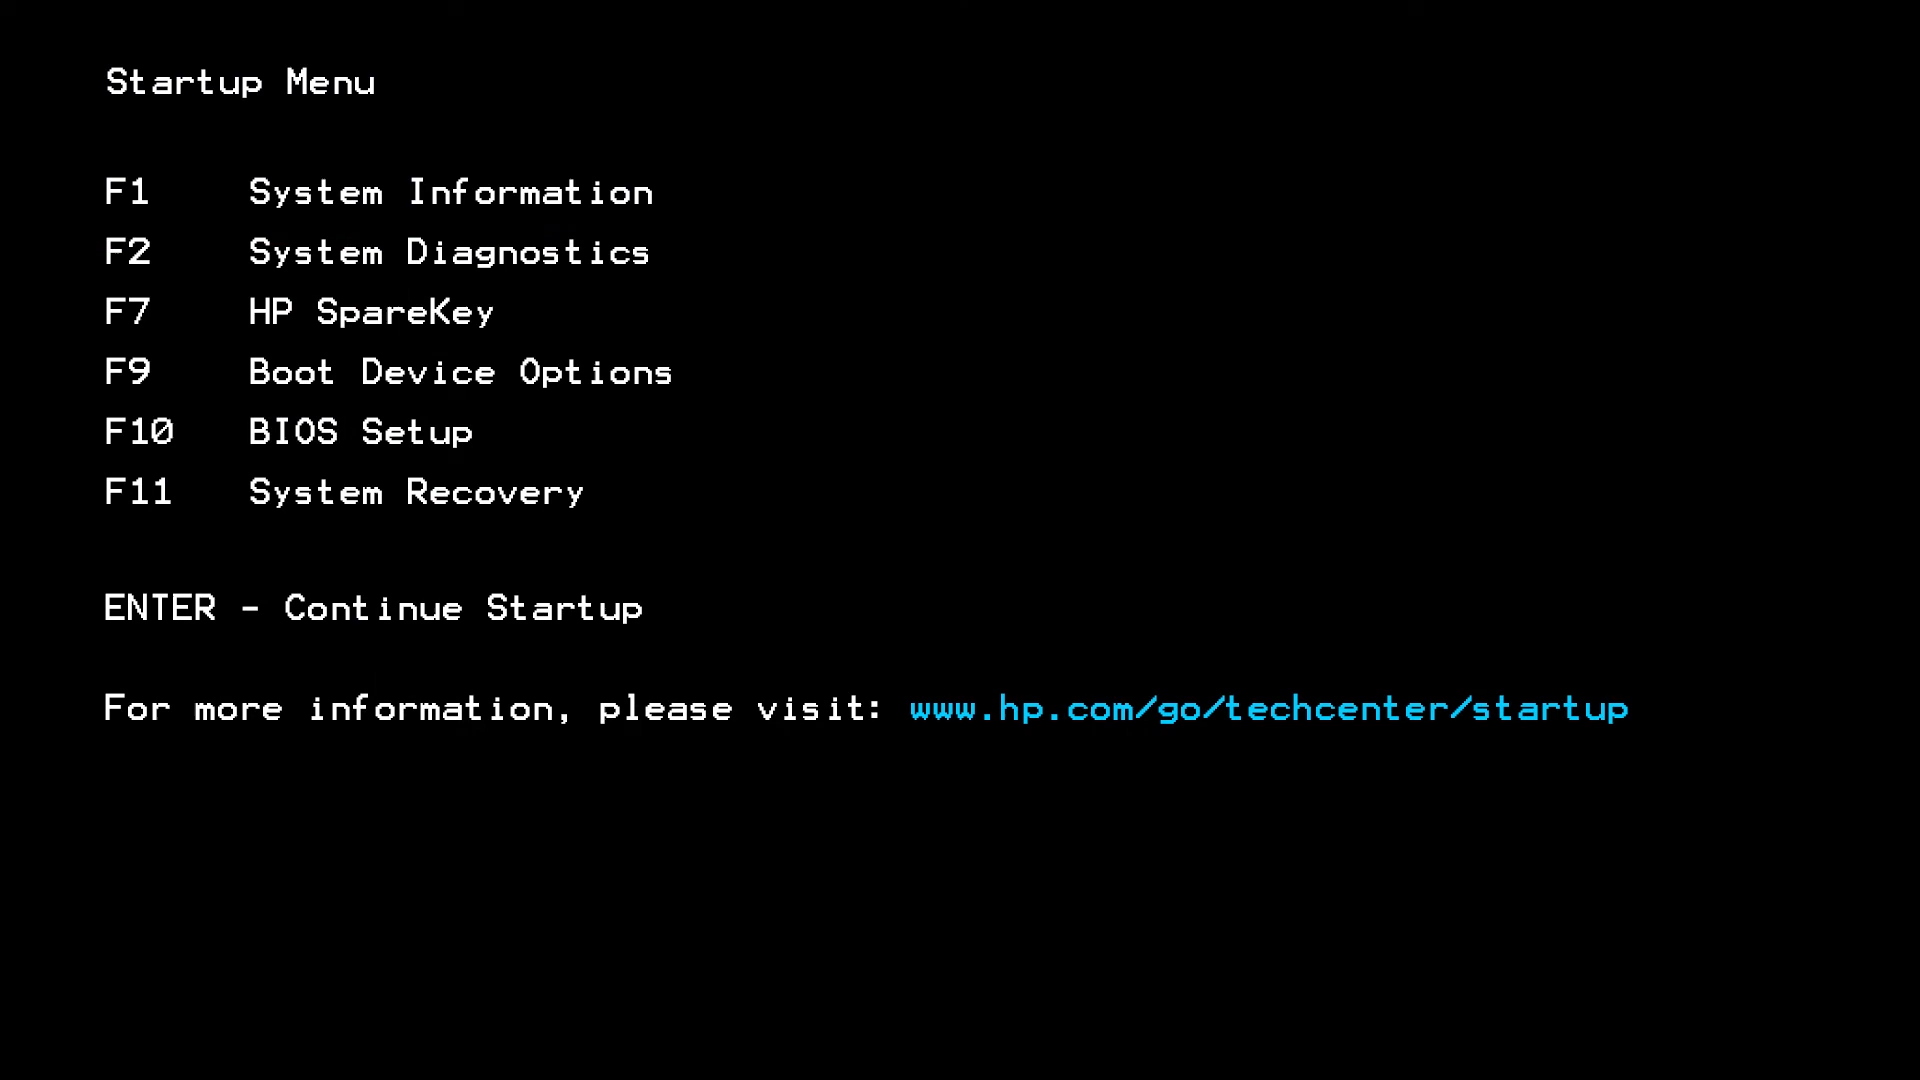 Startup Menu
F1 System Information
F2 System Diagnostics
F7 HP SpareKey
F9 Boot Device Options
F10 BIOS Setup
F11 System Recovery
ENTER - Continue Startup
For more information, please visit: www.hp.com/go/techcenter/startup